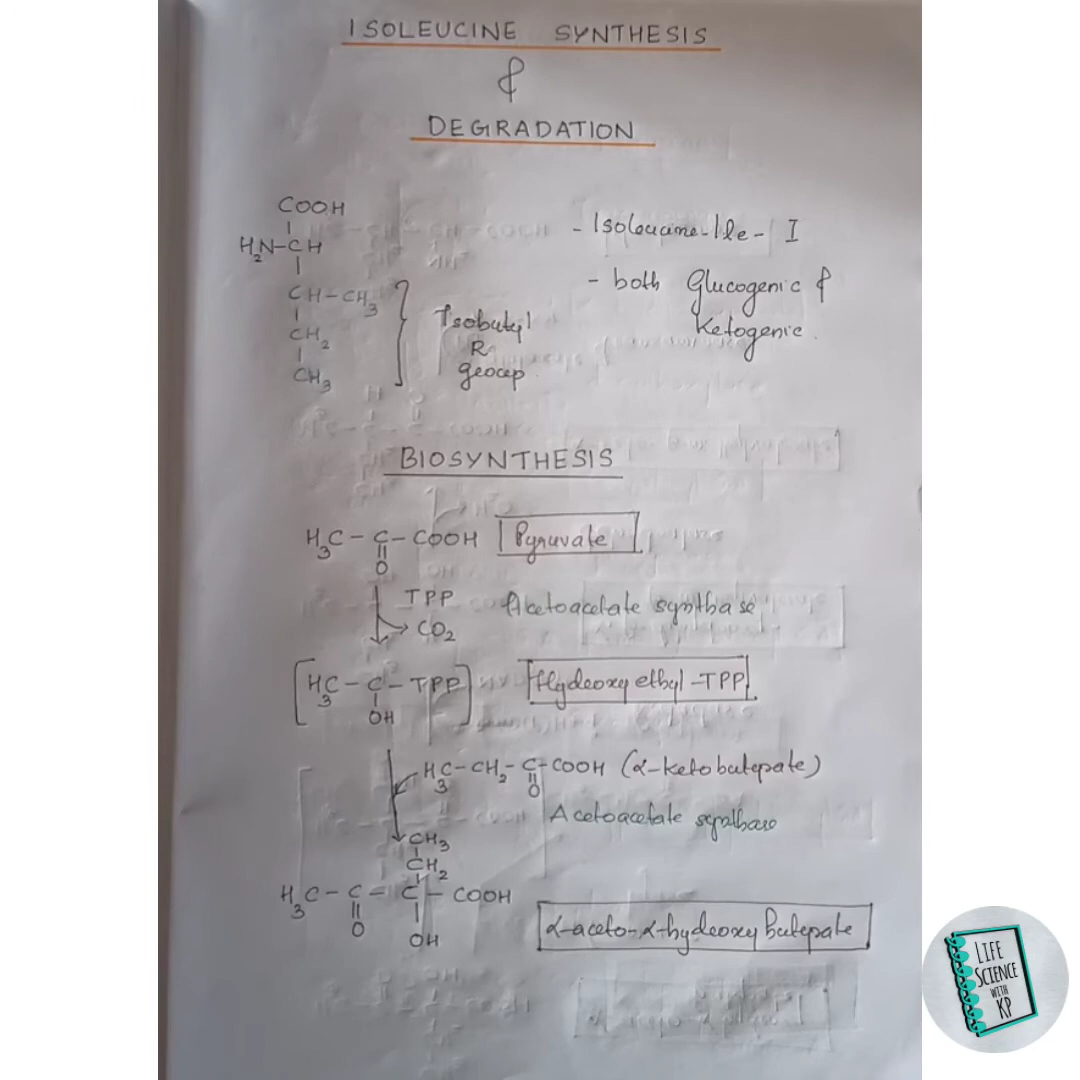 ISOLEUCINE SYNTHESIS
&
DEGRADATION
COOH
H₂N-CH
CH-CH₃
CH₂
CH₃
Isobutyl
R
group
- Isoleucine-Ile-I
- both Glucogenic &
Ketogenic.
BIOSYNTHESIS
H₃C - C - COOH Pyruvate
O
TPP Acetoacetate synthase
CO₂
[H₃C - C - TPP] Hydroxy ethyl-TPP
OH
H₃C-CH₂-C-COOH (α-ketobutyrate)
O
Acetoacetate synthase
CH₃
CH₂
H₃C - C - C - COOH
O
OH
α-aceto-α-hydroxy butyrate
LIFE
SCIENCE
WITH
KP